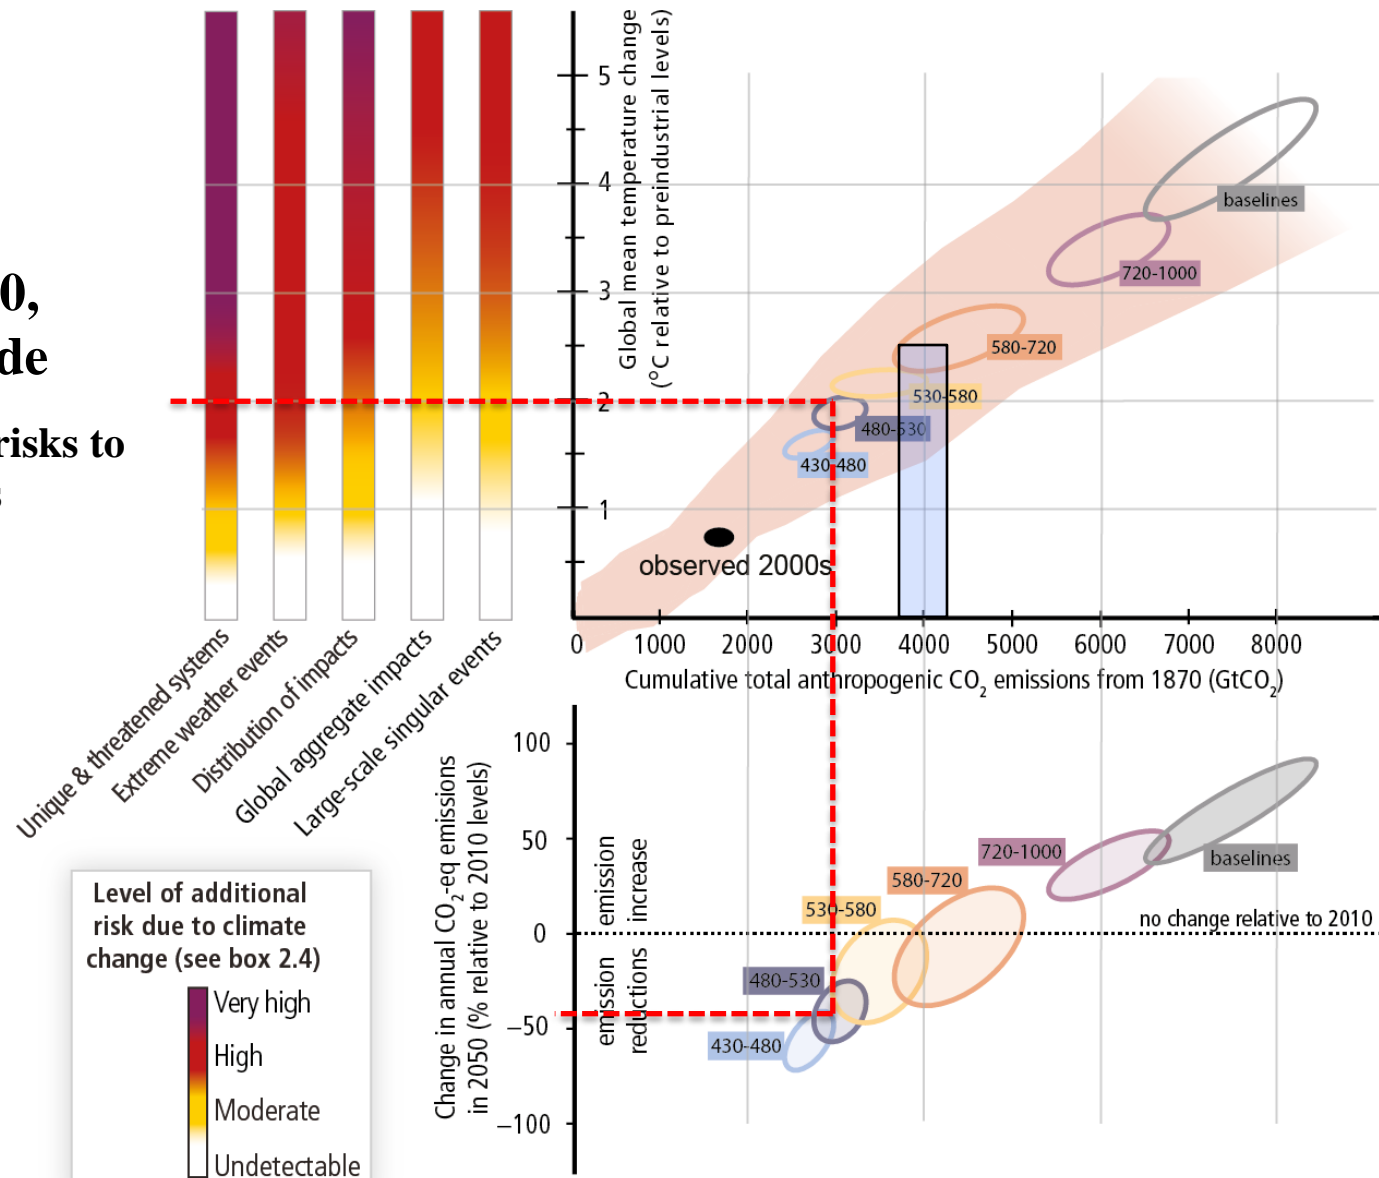 0,
de
risks to
s
Global mean temperature change
(°C relative to preindustrial levels)
5
4
3
2
1
baselines
720-1000
580-720
530-580
480-530
430-480
observed 2000s
0 1000 2000 3000 4000 5000 6000 7000 8000
Cumulative total anthropogenic CO₂ emissions from 1870 (GtCO₂)
Unique & threatened systems
Extreme weather events
Distribution of impacts
Global aggregate impacts
Large-scale singular events
Level of additional
risk due to climate
change (see box 2.4)
Very high
High
Moderate
Undetectable
Change in annual CO₂-eq emissions
in 2050 (% relative to 2010 levels)
100
50
0
−50
−100
emission
increase
emission
reductions
720-1000
baselines
580-720
530-580
no change relative to 2010
480-530
430-480